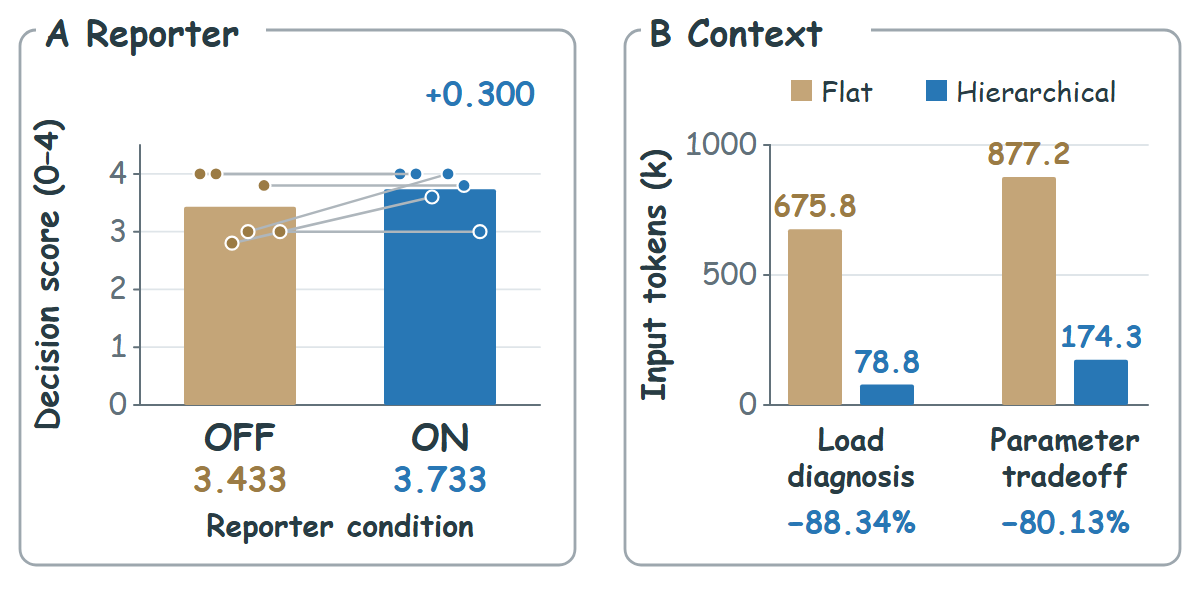 A Reporter
+0.300
Decision score (0–4)
4
3
2
1
0
OFF
ON
3.433
3.733
Reporter condition
B Context
Flat
Hierarchical
Input tokens (k)
1000
500
0
675.8
78.8
877.2
174.3
Load
diagnosis
−88.34%
Parameter
tradeoff
−80.13%